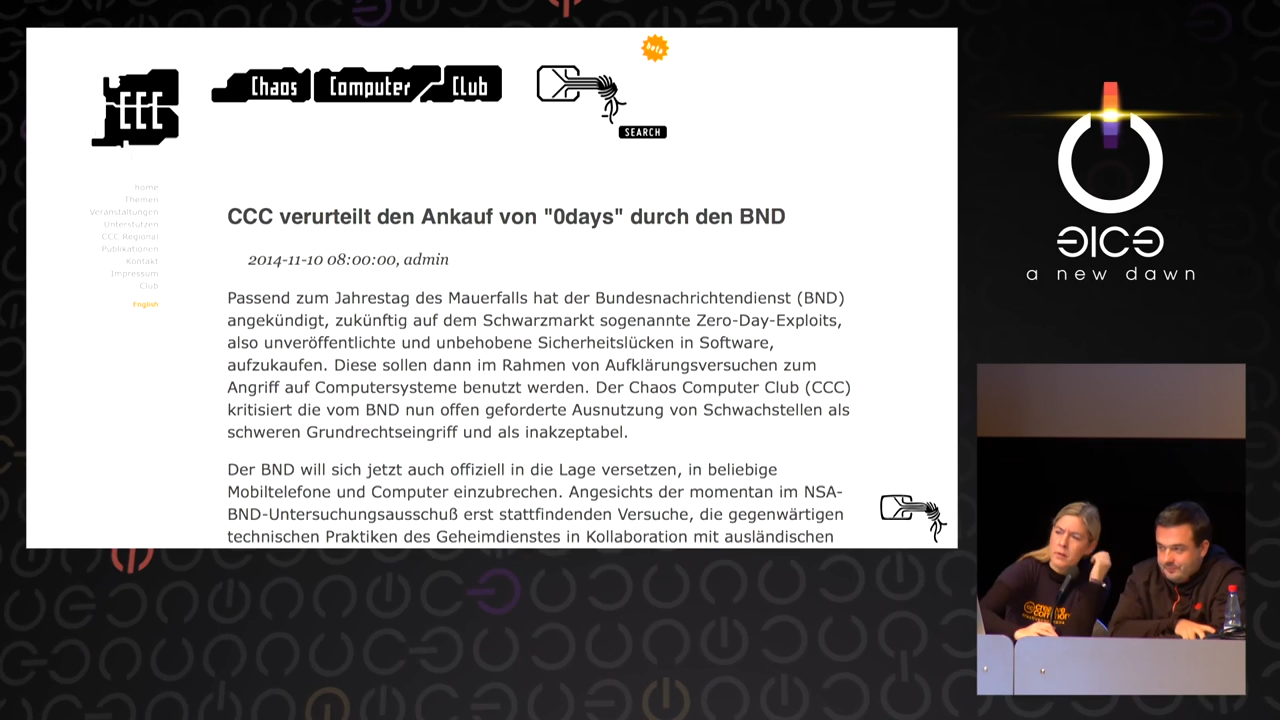 beta
CCC
Chaos Computer Club
SEARCH
home
Themen
Veranstaltungen
Unterstützen
CCC Regional
Publikationen
Kontakt
Impressum
Club
English
CCC verurteilt den Ankauf von "0days" durch den BND
2014-11-10 08:00:00, admin
Passend zum Jahrestag des Mauerfalls hat der Bundesnachrichtendienst (BND)
angekündigt, zukünftig auf dem Schwarzmarkt sogenannte Zero-Day-Exploits,
also unveröffentlichte und unbehobene Sicherheitslücken in Software,
aufzukaufen. Diese sollen dann im Rahmen von Aufklärungsversuchen zum
Angriff auf Computersysteme benutzt werden. Der Chaos Computer Club (CCC)
kritisiert die vom BND nun offen geforderte Ausnutzung von Schwachstellen als
schweren Grundrechtseingriff und als inakzeptabel.
Der BND will sich jetzt auch offiziell in die Lage versetzen, in beliebige
Mobiltelefone und Computer einzubrechen. Angesichts der momentan im NSA-
BND-Untersuchungsausschuß erst stattfindenden Versuche, die gegenwärtigen
technischen Praktiken des Geheimdienstes in Kollaboration mit ausländischen
a new dawn
creative
common